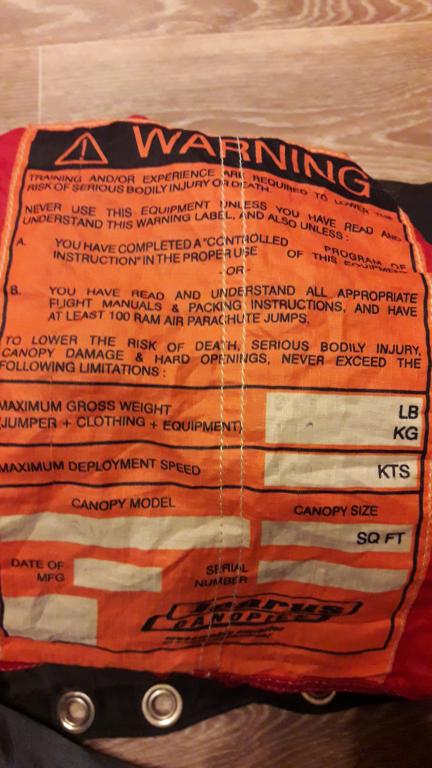 WARNING
TRAINING AND/OR EXPERIENCE ARE REQUIRED TO LOWER THE
RISK OF SERIOUS BODILY INJURY OR DEATH
NEVER USE THIS EQUIPMENT UNLESS YOU HAVE READ AND
UNDERSTAND THIS WARNING LABEL, AND ALSO UNLESS :
A. YOU HAVE COMPLETED A "CONTROLLED PROGRAM OF
INSTRUCTION" IN THE PROPER USE OF THIS EQUIPMENT
-OR-
B. YOU HAVE READ AND UNDERSTAND ALL APPROPRIATE
FLIGHT MANUALS & PACKING INSTRUCTIONS, AND HAVE
AT LEAST 100 RAM AIR PARACHUTE JUMPS.
TO LOWER THE RISK OF DEATH, SERIOUS BODILY INJURY,
CANOPY DAMAGE & HARD OPENINGS, NEVER EXCEED THE
FOLLOWING LIMITATIONS :
MAXIMUM GROSS WEIGHT LB
(JUMPER + CLOTHING + EQUIPMENT) KG
MAXIMUM DEPLOYMENT SPEED KTS
CANOPY MODEL CANOPY SIZE
SQ FT
DATE OF SERIAL
MFG NUMBER
Icarus
CANOPIES